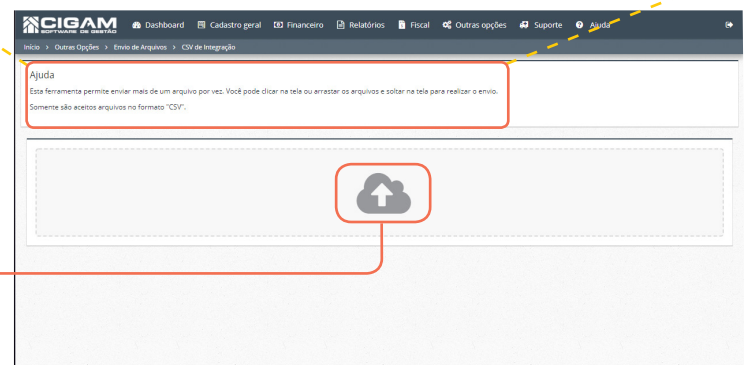 CIGAM
SOFTWARE DE GESTÃO
Dashboard Cadastro geral Financeiro Relatórios Fiscal Outras opções Suporte Ajuda
Início > Outras Opções > Envio de Arquivos > CSV de Integração
Ajuda
Esta ferramenta permite enviar mais de um arquivo por vez. Você pode clicar na tela ou arrastar os arquivos e soltar na tela para realizar o envio.
Somente são aceitos arquivos no formato "CSV".